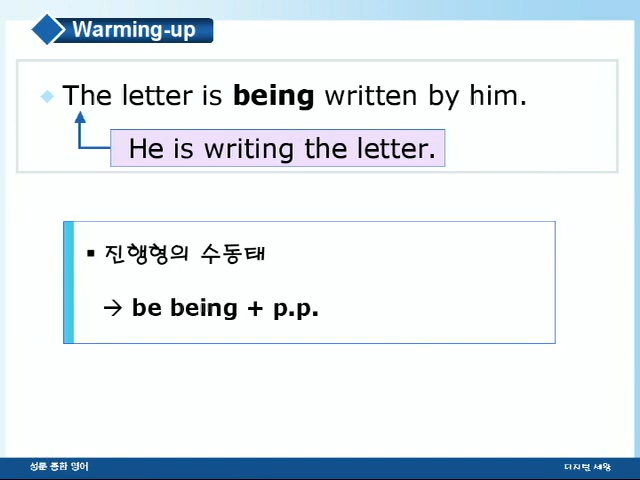 Warming-up
The letter is being written by him.
He is writing the letter.
진행형의 수동태
→ be being + p.p.
성문 종합 영어
디지털 세왕